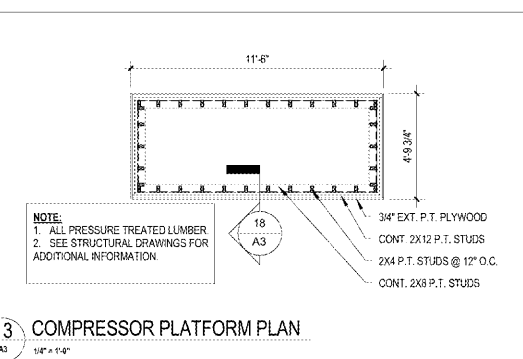 11'-6"
4'-9 3/4"
18
A3
3/4" EXT. P.T. PLYWOOD
CONT. 2X12 P.T. STUDS
2X4 P.T. STUDS @ 12" O.C.
CONT. 2X8 P.T. STUDS
NOTE:
1. ALL PRESSURE TREATED LUMBER.
2. SEE STRUCTURAL DRAWINGS FOR
ADDITIONAL INFORMATION.
3 COMPRESSOR PLATFORM PLAN
A3 1/4" = 1'-0"